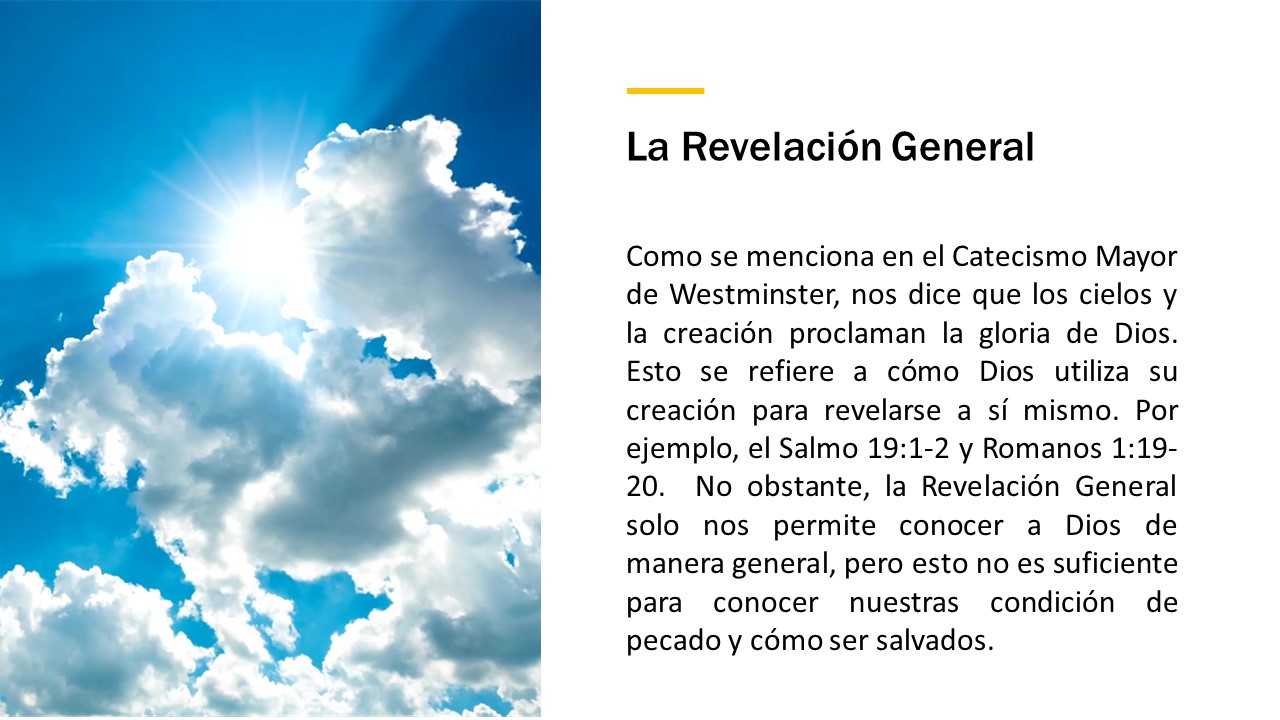 La Revelación General
Como se menciona en el Catecismo Mayor
de Westminster, nos dice que los cielos y
la creación proclaman la gloria de Dios.
Esto se refiere a cómo Dios utiliza su
creación para revelarse a sí mismo. Por
ejemplo, el Salmo 19:1-2 y Romanos 1:19-
20.  No obstante, la Revelación General
solo nos permite conocer a Dios de
manera general, pero esto no es suficiente
para conocer nuestras condición de
pecado y cómo ser salvados.